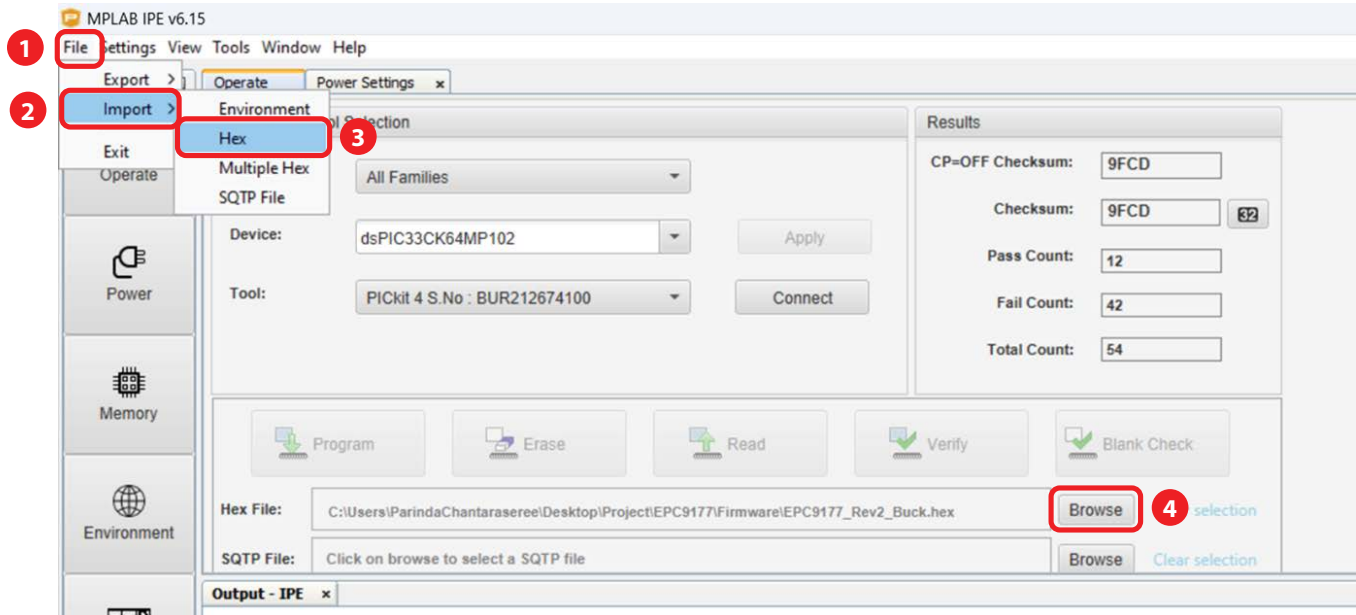 MPLAB IPE v6.15
1
File Settings View Tools Window Help
Export >
Operate
Power Settings x
2
Import >
Environment
Selection
Results
Hex
3
Exit
Multiple Hex
SQTP File
Operate
All Families
CP=OFF Checksum: 9FCD
Checksum: 9FCD
32
Device: dsPIC33CK64MP102 Apply
Pass Count: 12
Power
Tool: PICkit 4 S.No : BUR212674100 Connect
Fail Count: 42
Total Count: 54
Memory
Program Erase Read Verify Blank Check
Environment
Hex File: C:\Users\ParindaChantaraseree\Desktop\Project\EPC9177\Firmware\EPC9177_Rev2_Buck.hex Browse 4 selection
SQTP File: Click on browse to select a SQTP file Browse Clear selection
Output - IPE x